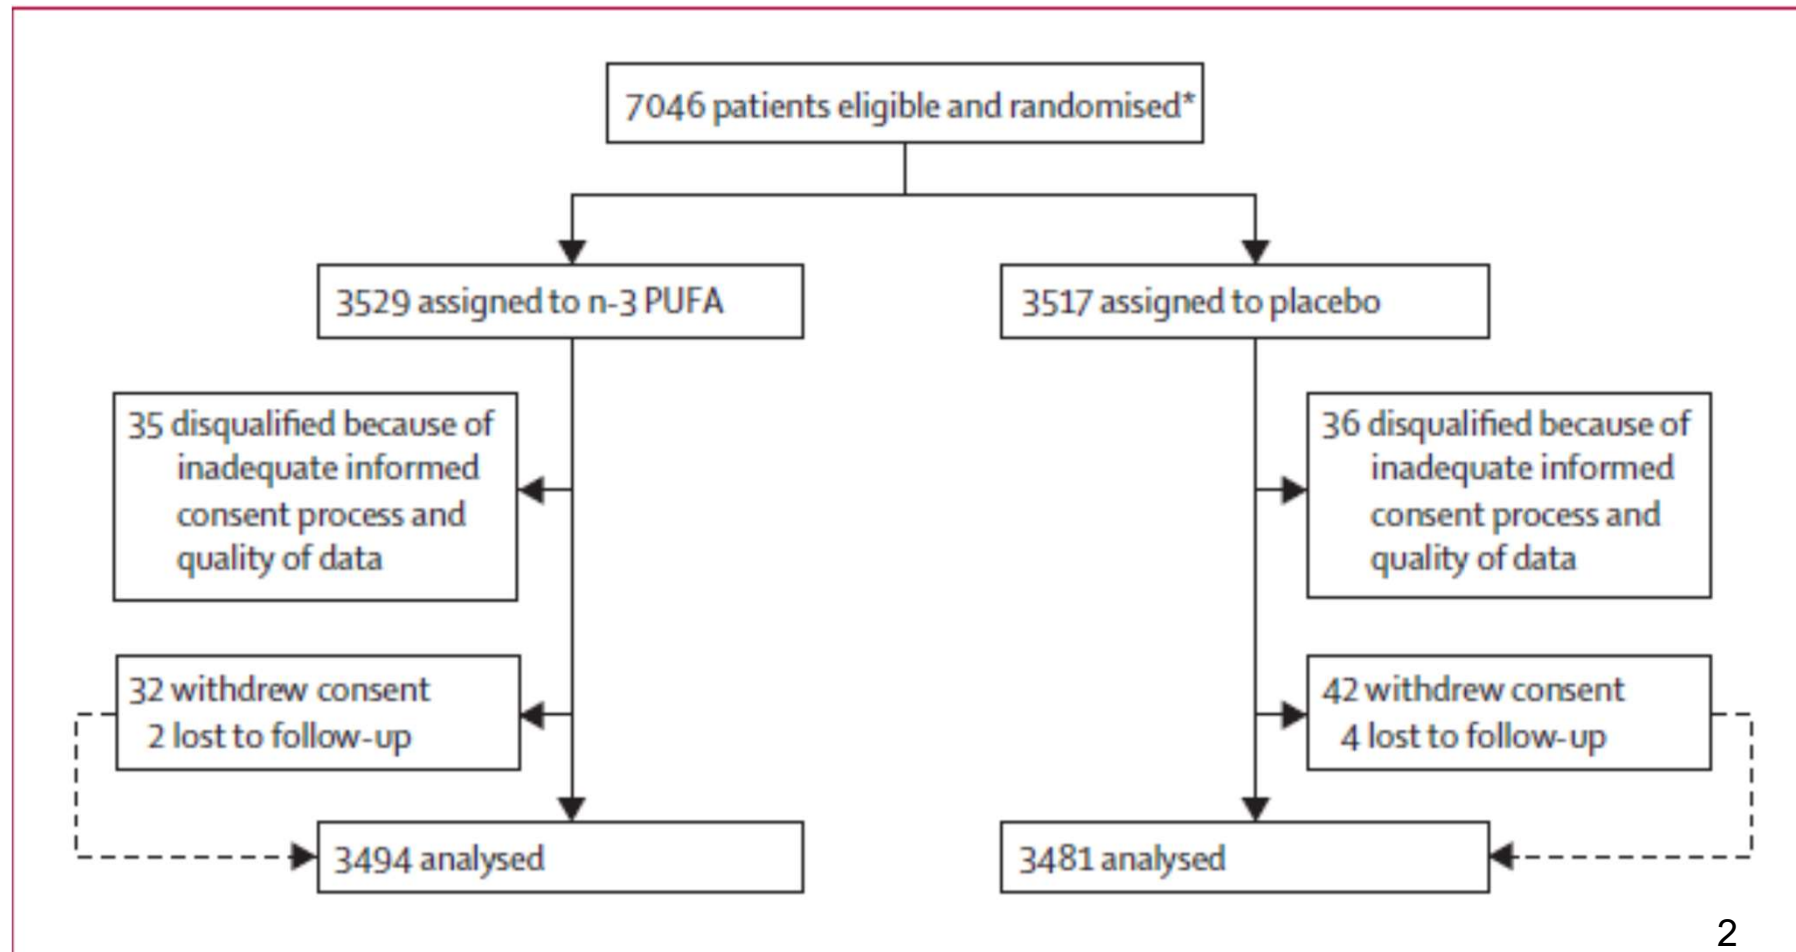 7046 patients eligible and randomised*
3529 assigned to n-3 PUFA
3517 assigned to placebo
35 disqualified because of
inadequate informed
consent process and
quality of data
36 disqualified because of
inadequate informed
consent process and
quality of data
32 withdrew consent
2 lost to follow-up
42 withdrew consent
4 lost to follow-up
3494 analysed
3481 analysed
2